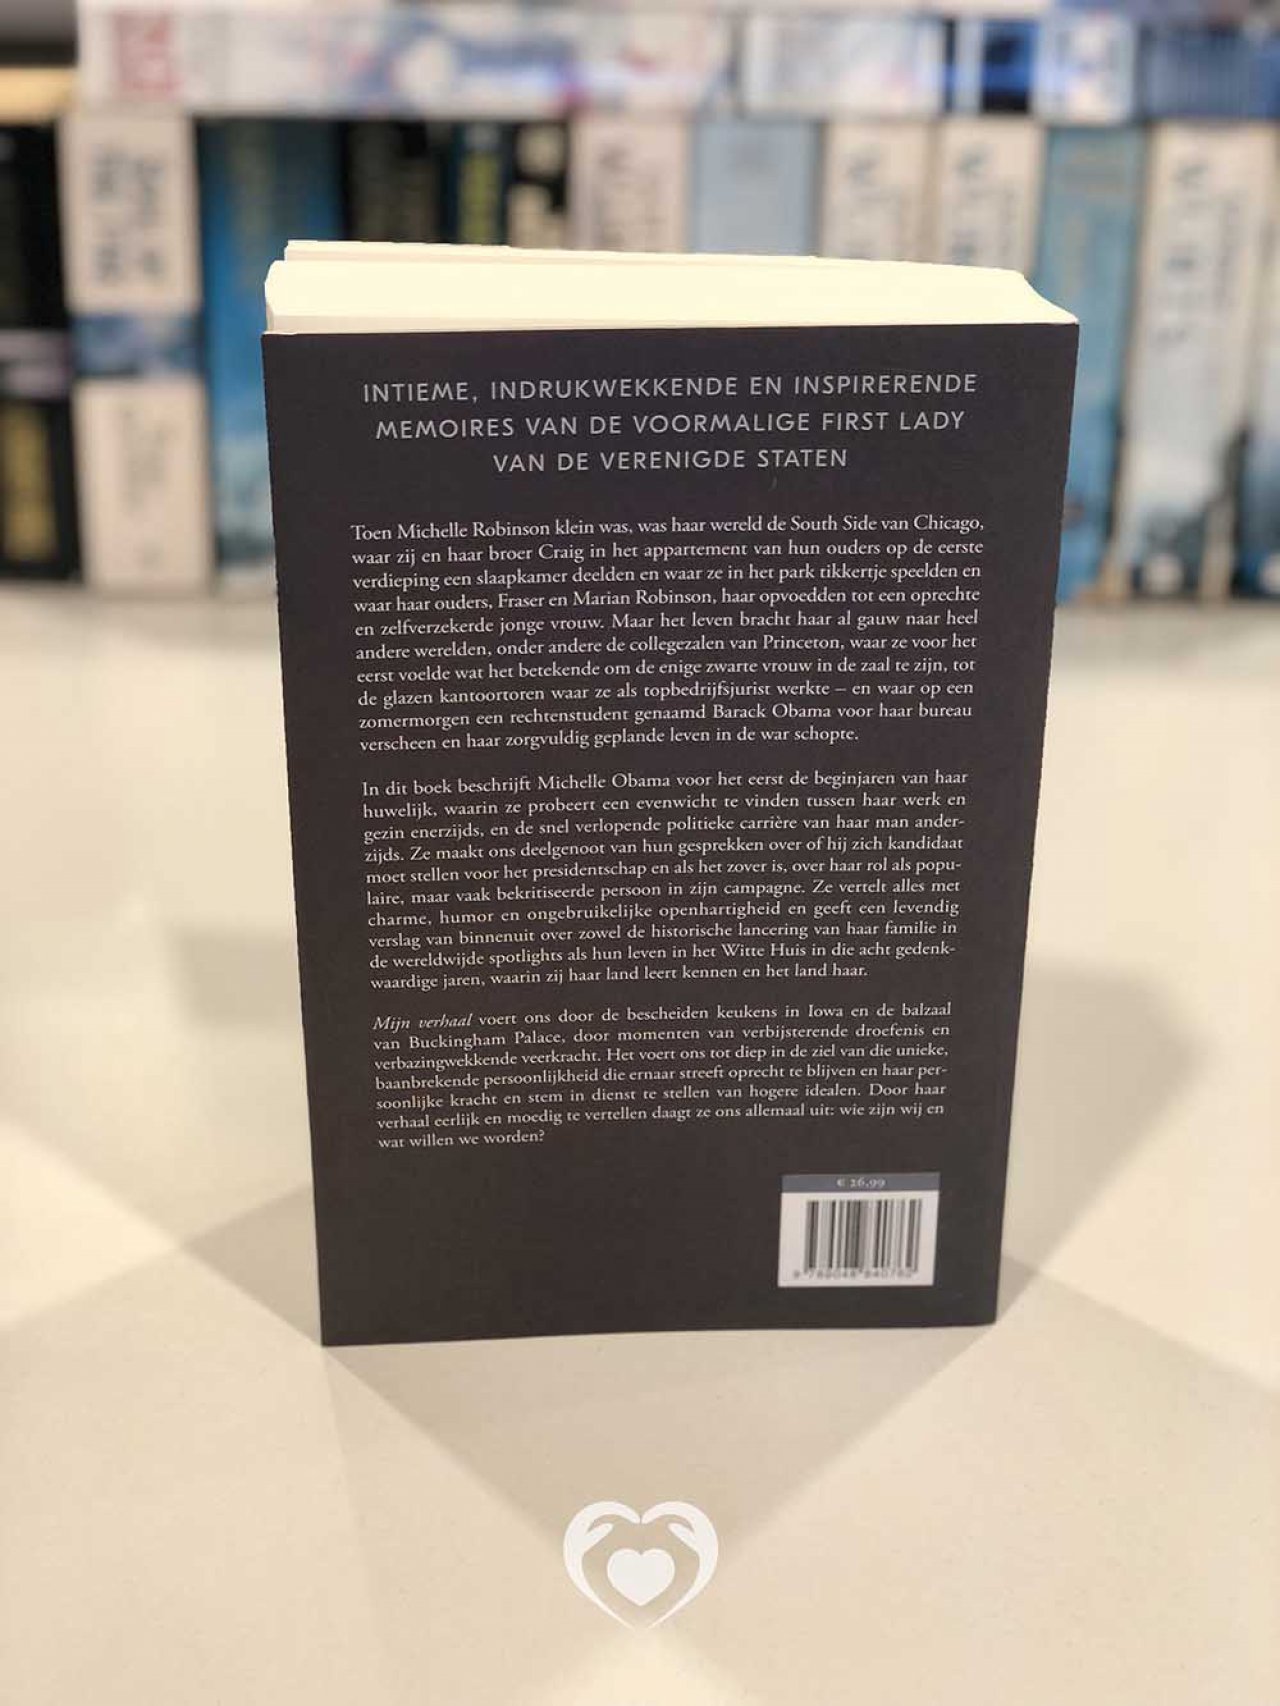 INTIEME, INDRUKWEKKENDE EN INSPIRERENDE
MEMOIRES VAN DE VOORMALIGE FIRST LADY
VAN DE VERENIGDE STATEN
Toen Michelle Robinson klein was, was haar wereld de South Side van Chicago,
waar zij en haar broer Craig in het appartement van hun ouders op de eerste
verdieping een slaapkamer deelden en waar ze in het park tikkertje speelden en
waar haar ouders, Fraser en Marian Robinson, haar opvoedden tot een oprechte
en zelfverzekerde jonge vrouw. Maar het leven bracht haar al gauw naar heel
andere werelden, onder andere de collegezalen van Princeton, waar ze voor het
eerst voelde wat het betekende om de enige zwarte vrouw in de zaal te zijn, tot
de glazen kantoortoren waar ze als topbedrijfsjurist werkte – en waar op een
zomermorgen een rechtenstudent genaamd Barack Obama voor haar bureau
verscheen en haar zorgvuldig geplande leven in de war schopte.
In dit boek beschrijft Michelle Obama voor het eerst de beginjaren van haar
huwelijk, waarin ze probeert een evenwicht te vinden tussen haar werk en
gezin enerzijds, en de snel verlopende politieke carrière van haar man ander-
zijds. Ze maakt ons deelgenoot van hun gesprekken over of hij zich kandidaat
moet stellen voor het presidentschap en als het zover is, over haar rol als popu-
laire, maar vaak bekritiseerde persoon in zijn campagne. Ze vertelt alles met
charme, humor en ongebruikelijke openhartigheid en geeft een levendig
verslag van binnenuit over zowel de historische lancering van haar familie in
de wereldwijde spotlights als hun leven in het Witte Huis in die acht gedenk-
waardige jaren, waarin zij haar land leert kennen en het land haar.
Mijn verhaal voert ons door de bescheiden keukens in Iowa en de balzaal
van Buckingham Palace, door momenten van verbijsterende droefenis en
verbazingwekkende veerkracht. Het voert ons tot diep in de ziel van die unieke,
baanbrekende persoonlijkheid die ernaar streeft oprecht te blijven en haar per-
soonlijke kracht en stem in dienst te stellen van hogere idealen. Door haar
verhaal eerlijk en moedig te vertellen daagt ze ons allemaal uit: wie zijn wij en
wat willen we worden?
€ 26,99
9 789048 840762